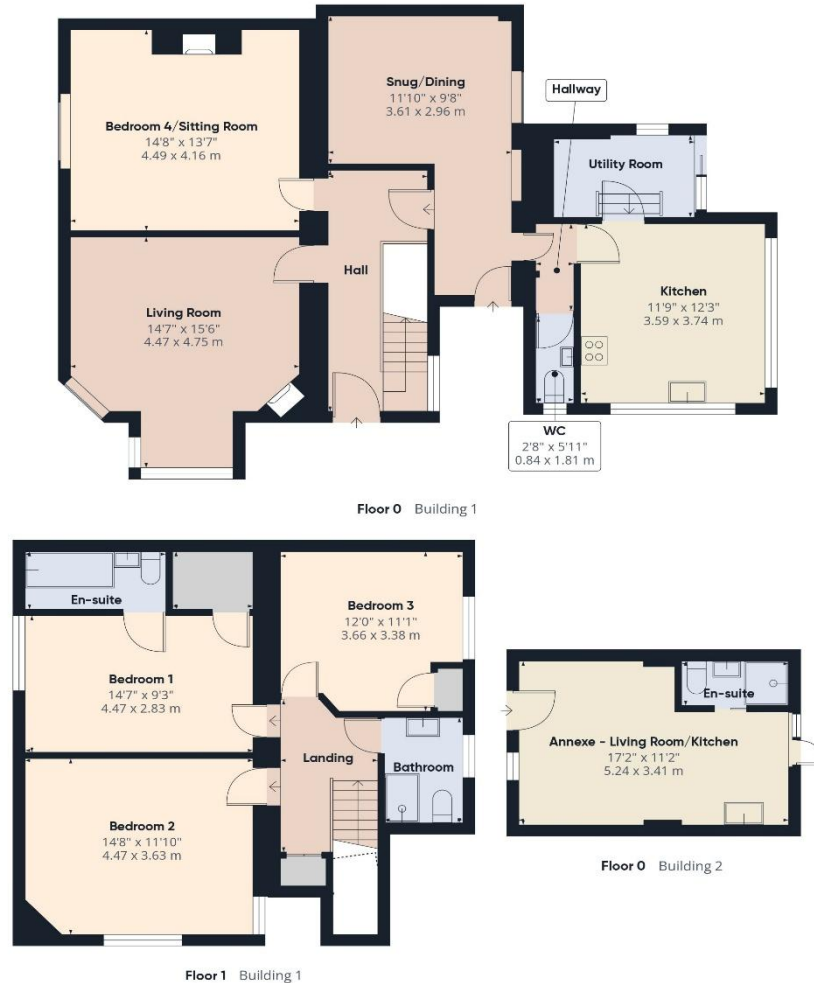 Snug/Dining
11'10" x 9'8"
3.61 x 2.96 m
Hallway
Bedroom 4/Sitting Room
14'8" x 13'7"
4.49 x 4.16 m
Utility Room
Hall
Living Room
14'7" x 15'6"
4.47 x 4.75 m
Kitchen
11'9" x 12'3"
3.59 x 3.74 m
WC
2'8" x 5'11"
0.84 x 1.81 m
Floor 0 Building 1
En-suite
Bedroom 3
12'0" x 11'1"
3.66 x 3.38 m
Bedroom 1
14'7" x 9'3"
4.47 x 2.83 m
Landing
Bathroom
Bedroom 2
14'8" x 11'10"
4.47 x 3.63 m
En-suite
Annexe - Living Room/Kitchen
17'2" x 11'2"
5.24 x 3.41 m
Floor 0 Building 2
Floor 1 Building 1